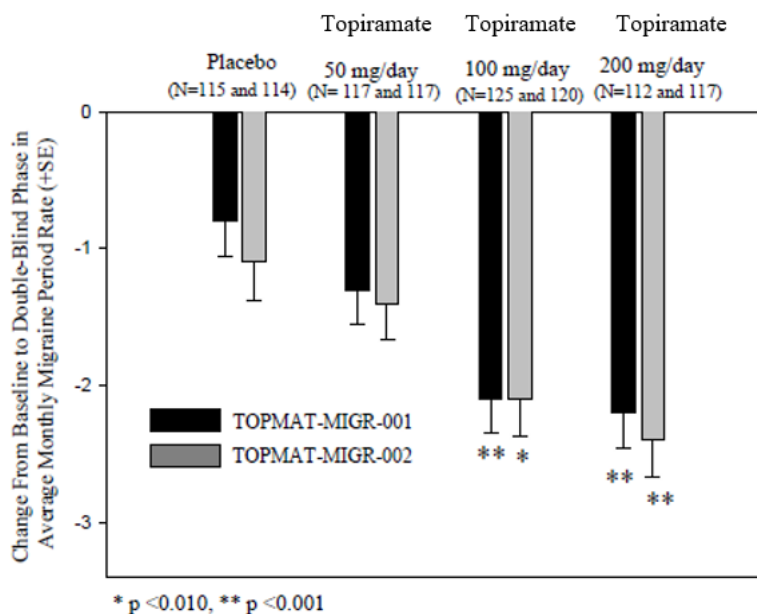 Topiramate Topiramate Topiramate
Placebo 50 mg/day 100 mg/day 200 mg/day
(N=115 and 114) (N= 117 and 117) (N=125 and 120) (N=112 and 117)
Change From Baseline to Double-Blind Phase in
Average Monthly Migraine Period Rate (+SE)
0
-1
-2
-3
TOPMAT-MIGR-001
TOPMAT-MIGR-002
** * ** **
* p <0.010, ** p <0.001